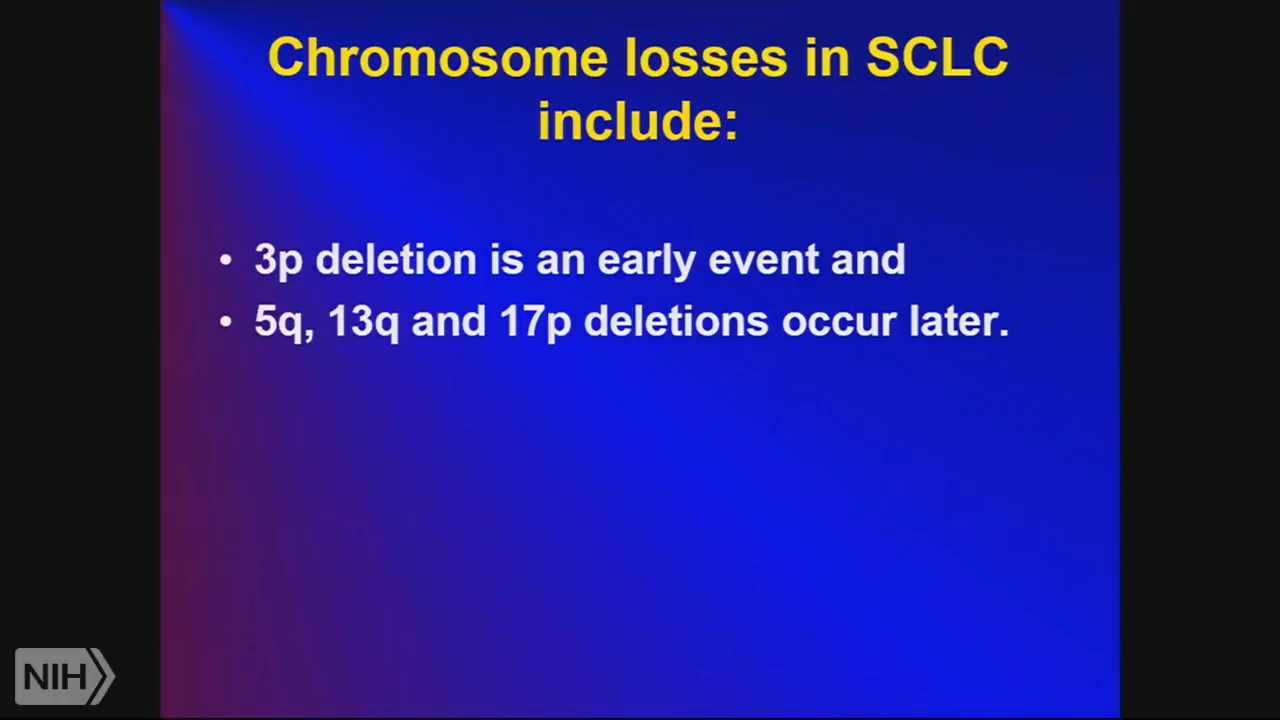 Chromosome losses in SCLC
include:
• 3p deletion is an early event and
• 5q, 13q and 17p deletions occur later.
NIH